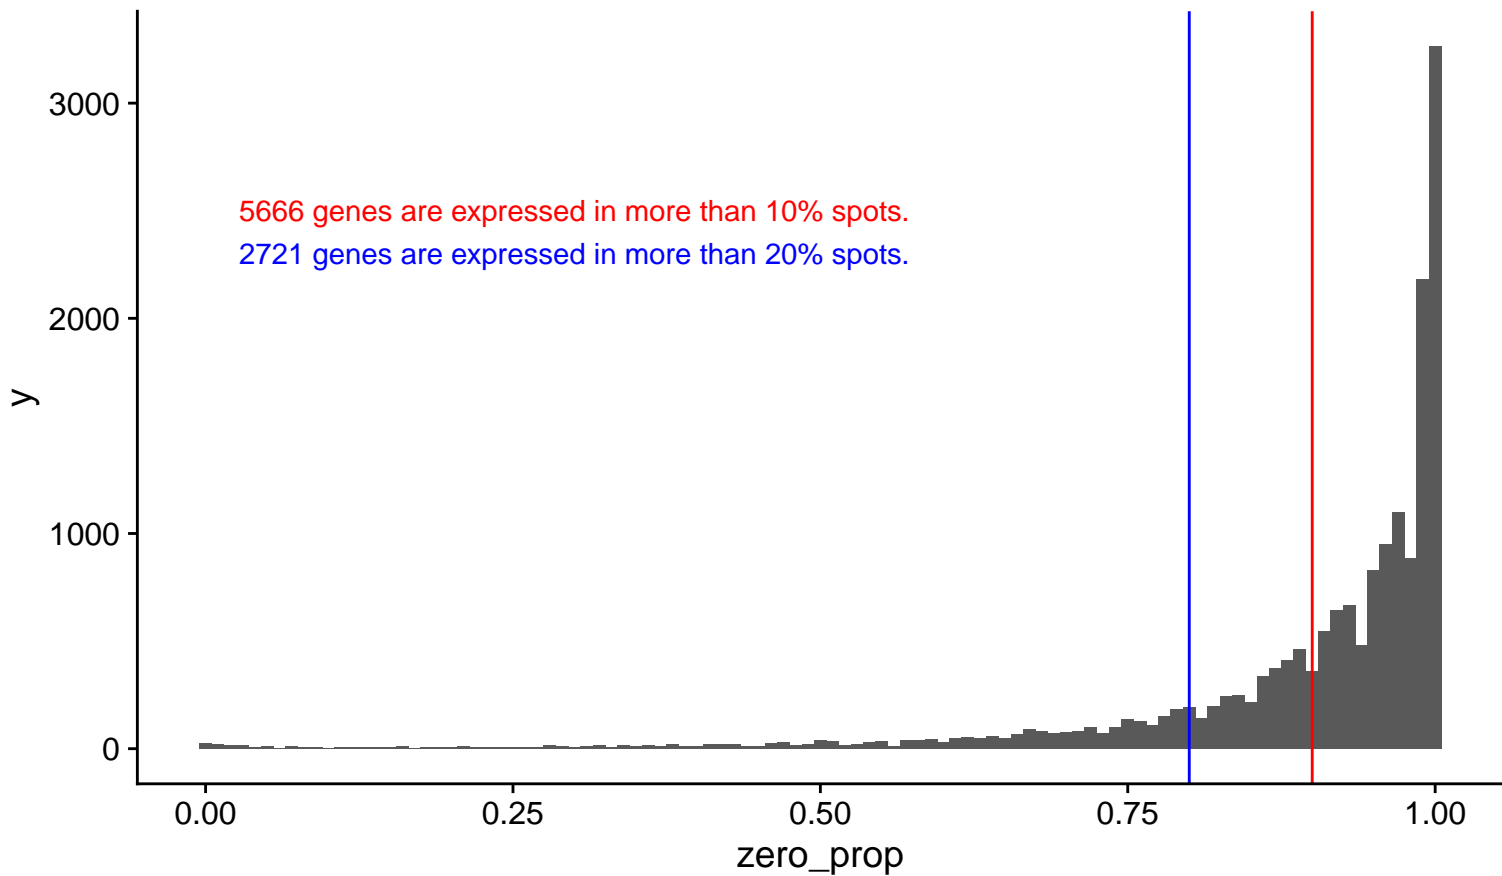 3000
2000
1000
0
y
5666 genes are expressed in more than 10% spots.
2721 genes are expressed in more than 20% spots.
0.00 0.25 0.50 0.75 1.00
zero_prop